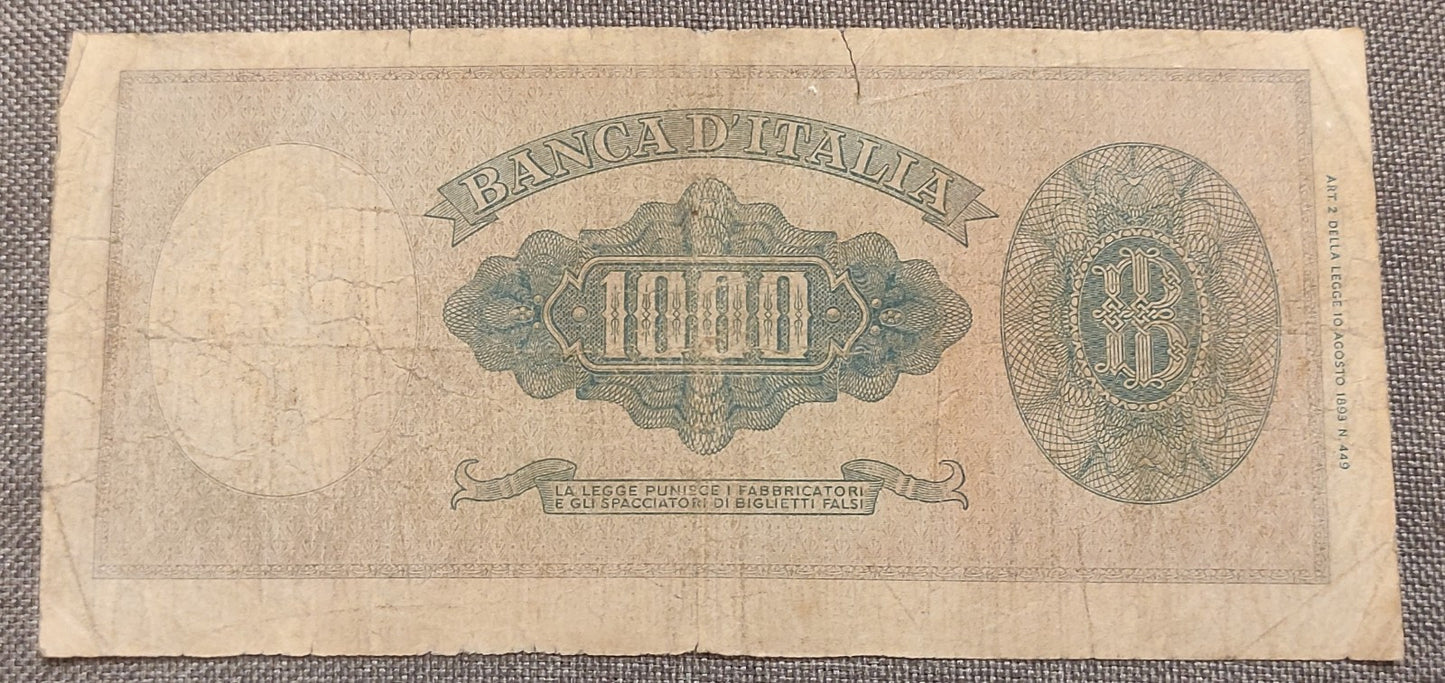 BANCA D'ITALIA
1000
B
LA LEGGE PUNISCE I FABBRICATORI
E GLI SPACCIATORI DI BIGLIETTI FALSI
ART. 2 DELLA LEGGE 10 AGOSTO 1893 N. 449